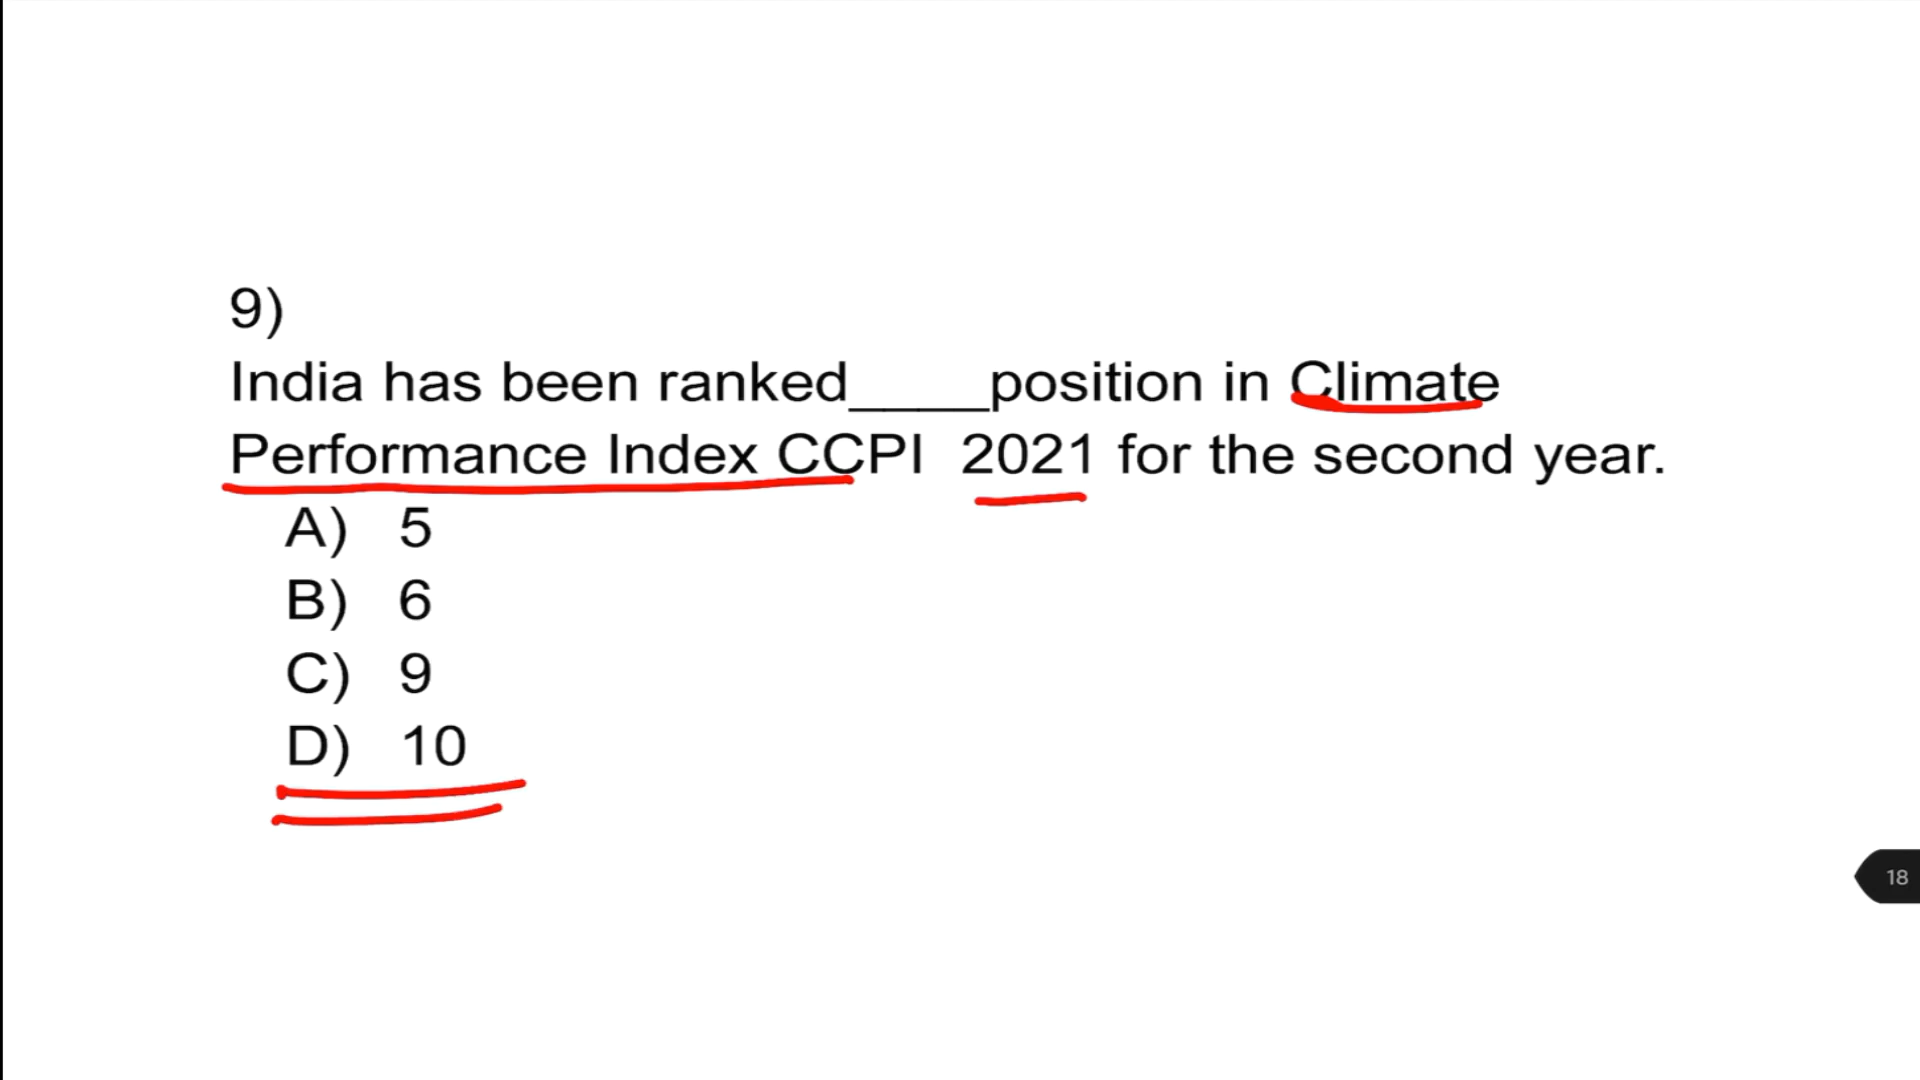 9)
India has been ranked_____position in Climate
Performance Index CCPI 2021 for the second year.
A) 5
B) 6
C) 9
D) 10
18